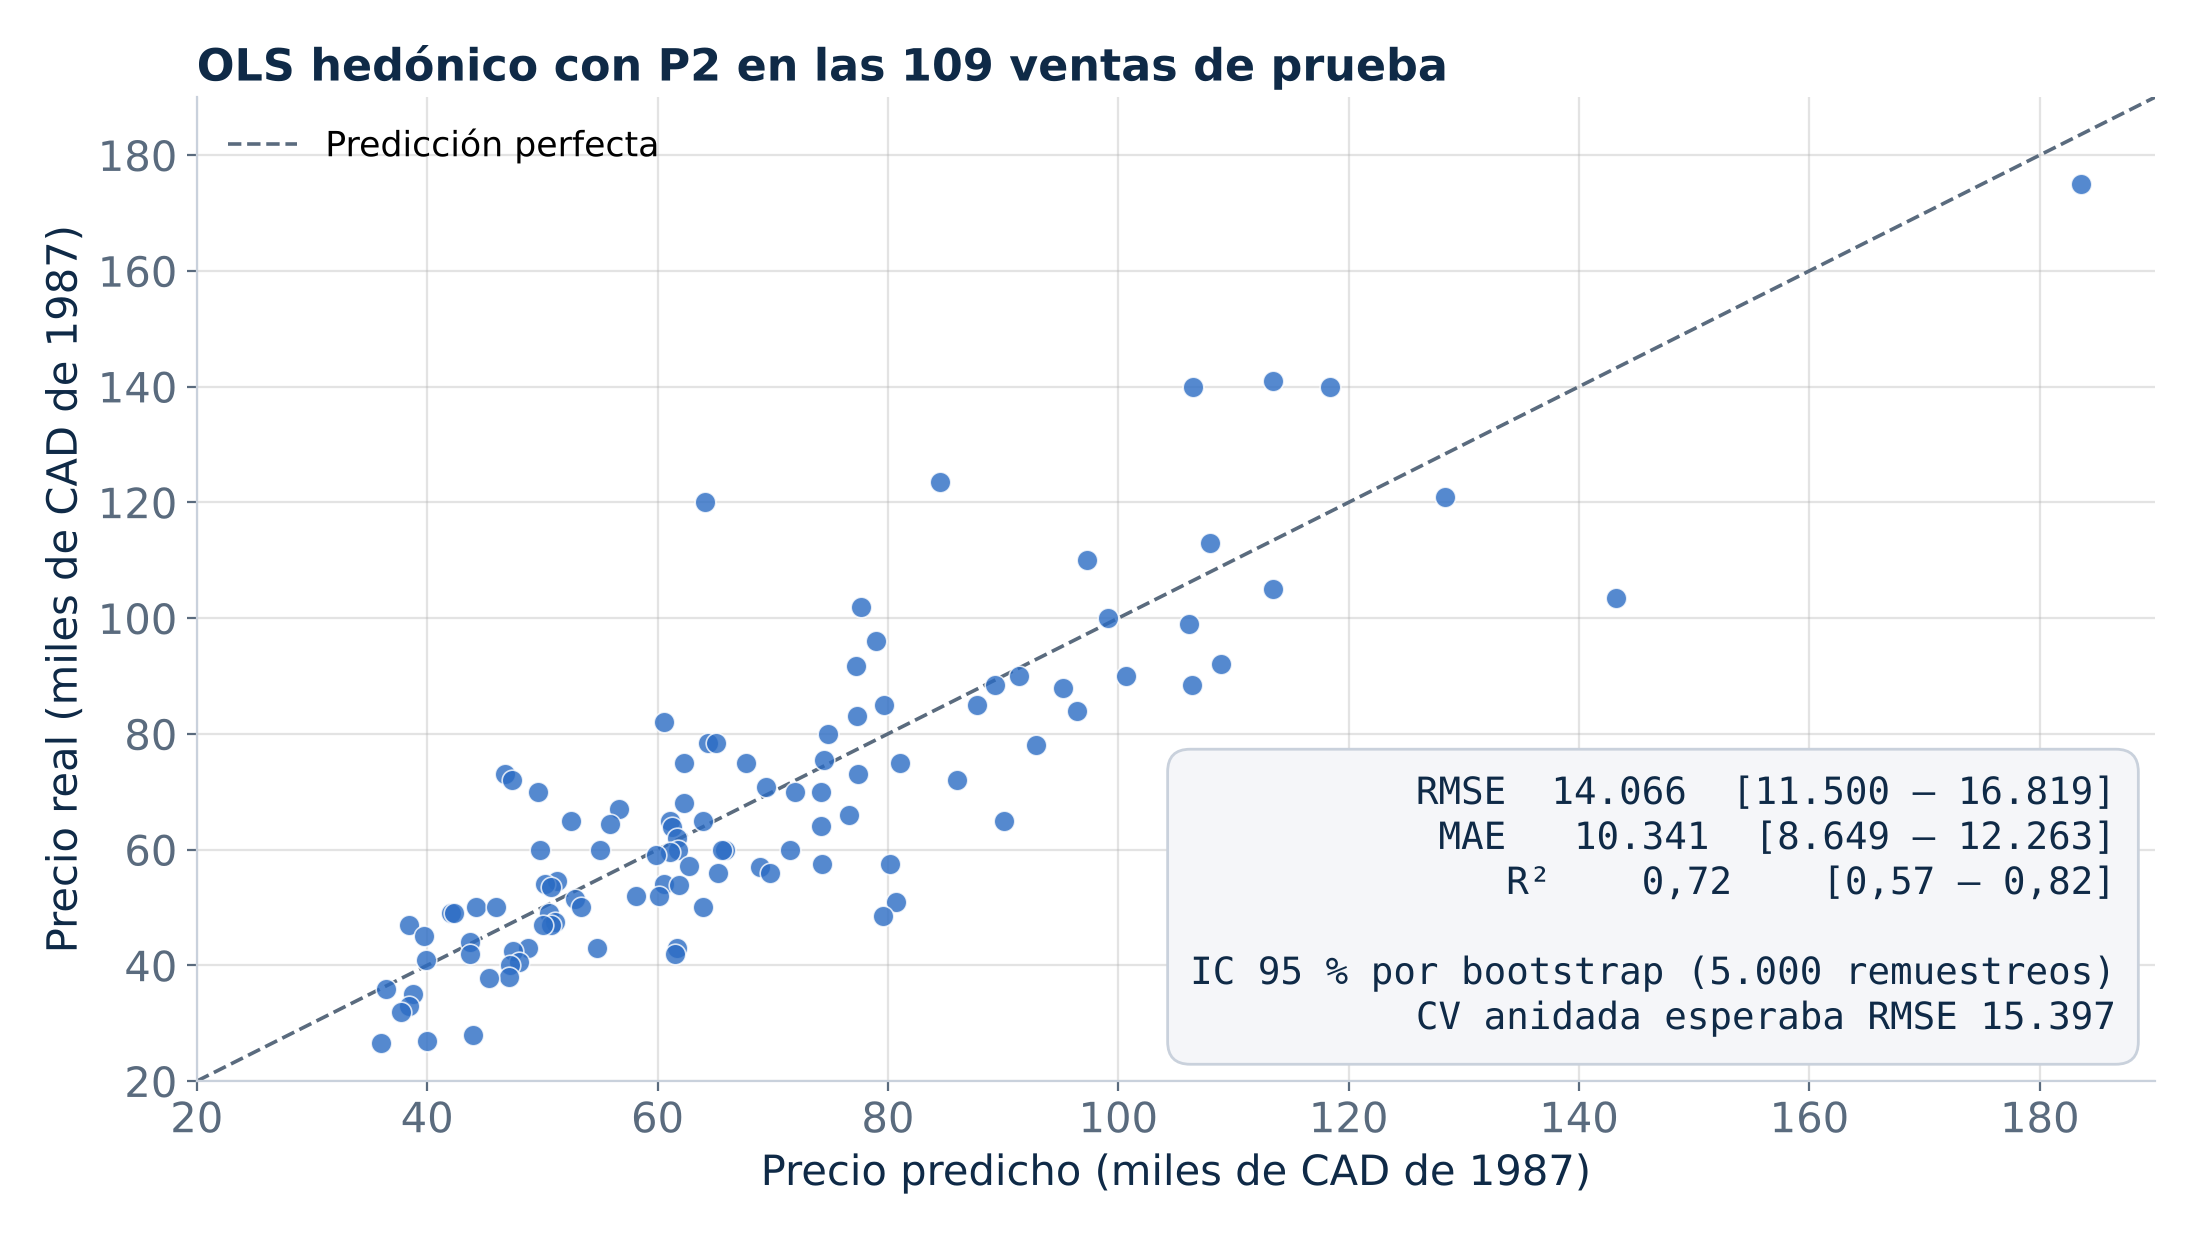 OLS hedónico con P2 en las 109 ventas de prueba
Predicción perfecta
Precio real (miles de CAD de 1987)
180
160
140
120
100
80
60
40
20
RMSE 14.066 [11.500 – 16.819]
MAE 10.341 [8.649 – 12.263]
R² 0,72 [0,57 – 0,82]
IC 95 % por bootstrap (5.000 remuestreos)
CV anidada esperaba RMSE 15.397
20 40 60 80 100 120 140 160 180
Precio predicho (miles de CAD de 1987)